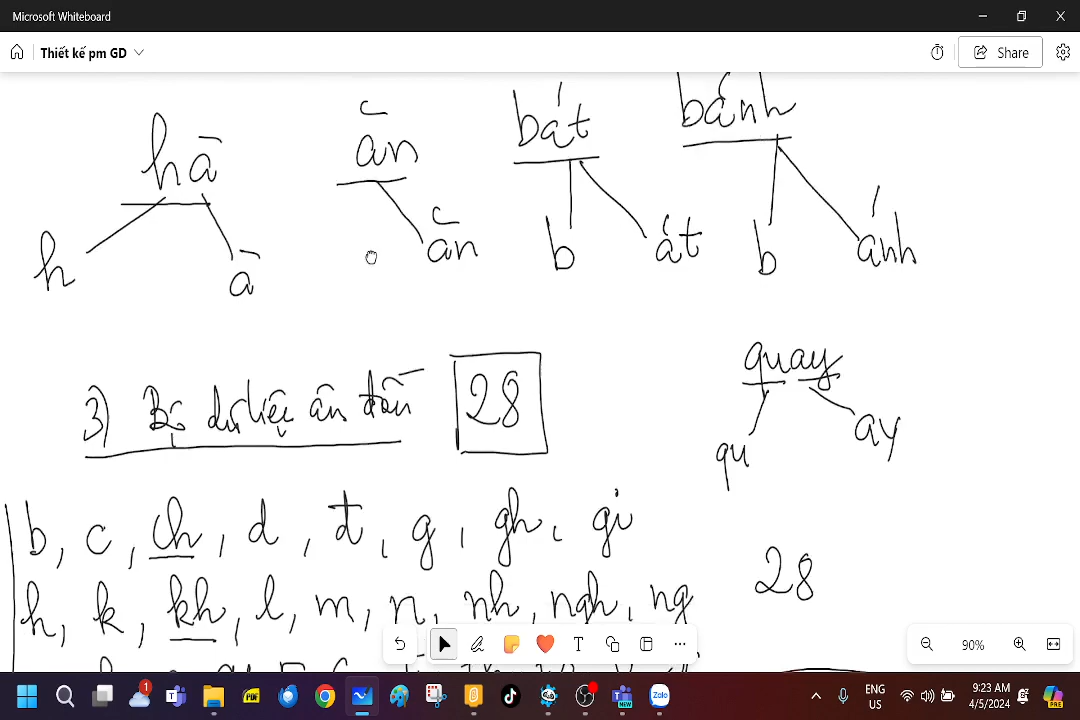 Microsoft Whiteboard
Thiết kế pm GD
Share
hā ăn bát bánh
h ā ăn b át b ánh
3) Bộ dữ liệu âm đầu 28
quay
qu ay
b, c, ch, d, đ, g, gh, gi
28
h, k, kh, l, m, n, nh, ngh, ng
90%
ENG
US
9:23 AM
4/5/2024